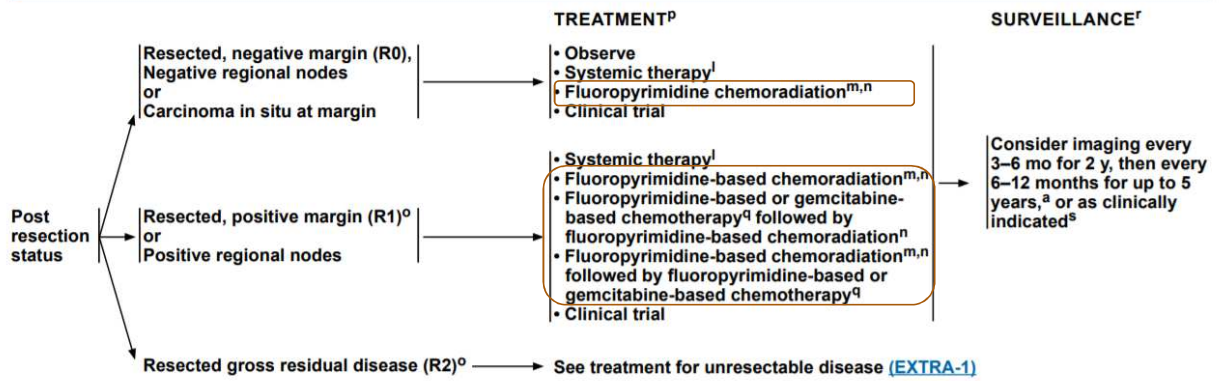 TREATMENTᵖ
SURVEILLANCEʳ
Post
resection
status
Resected, negative margin (R0),
Negative regional nodes
or
Carcinoma in situ at margin
• Observe
• Systemic therapyˡ
• Fluoropyrimidine chemoradiationᵐ,ⁿ
• Clinical trial
Resected, positive margin (R1)ᵒ
or
Positive regional nodes
• Systemic therapyˡ
• Fluoropyrimidine-based chemoradiationᵐ,ⁿ
• Fluoropyrimidine-based or gemcitabine-
based chemotherapy𐞥 followed by
fluoropyrimidine-based chemoradiationⁿ
• Fluoropyrimidine-based chemoradiationᵐ,ⁿ
followed by fluoropyrimidine-based or
gemcitabine-based chemotherapy𐞥
• Clinical trial
Consider imaging every
3–6 mo for 2 y, then every
6–12 months for up to 5
years,ᵃ or as clinically
indicatedˢ
Resected gross residual disease (R2)ᵒ
See treatment for unresectable disease (EXTRA-1)